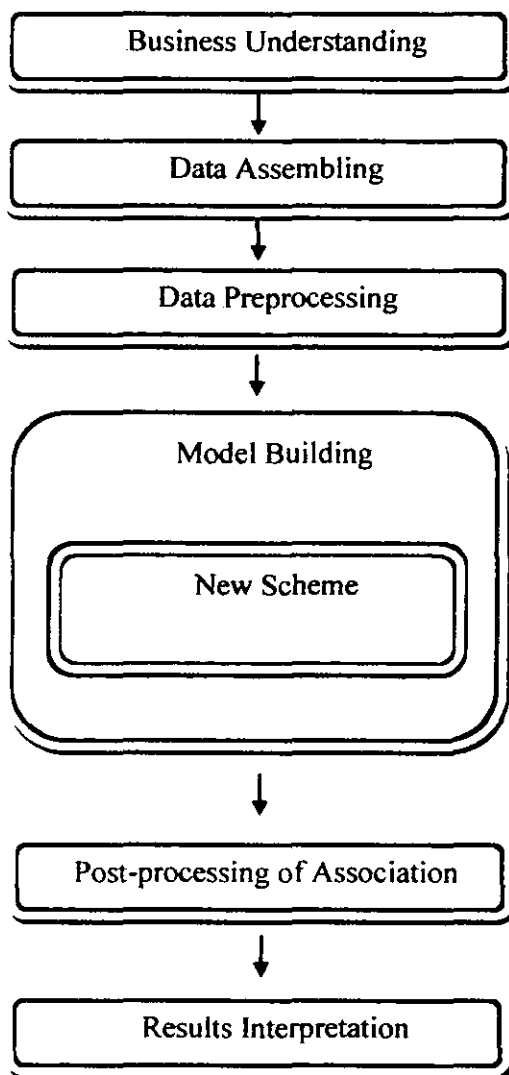 Business Understanding
Data Assembling
Data Preprocessing
Model Building
New Scheme
Post-processing of Association
Results Interpretation